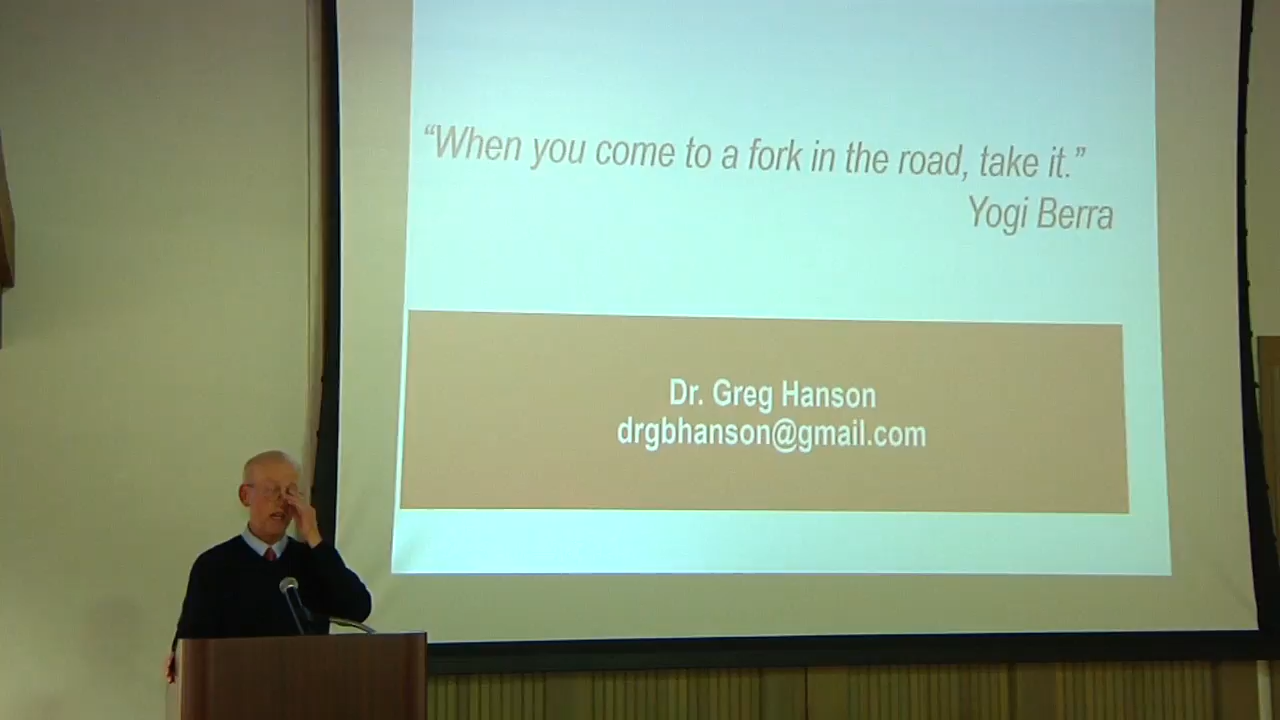 “When you come to a fork in the road, take it.”
Yogi Berra
Dr. Greg Hanson
drgbhanson@gmail.com